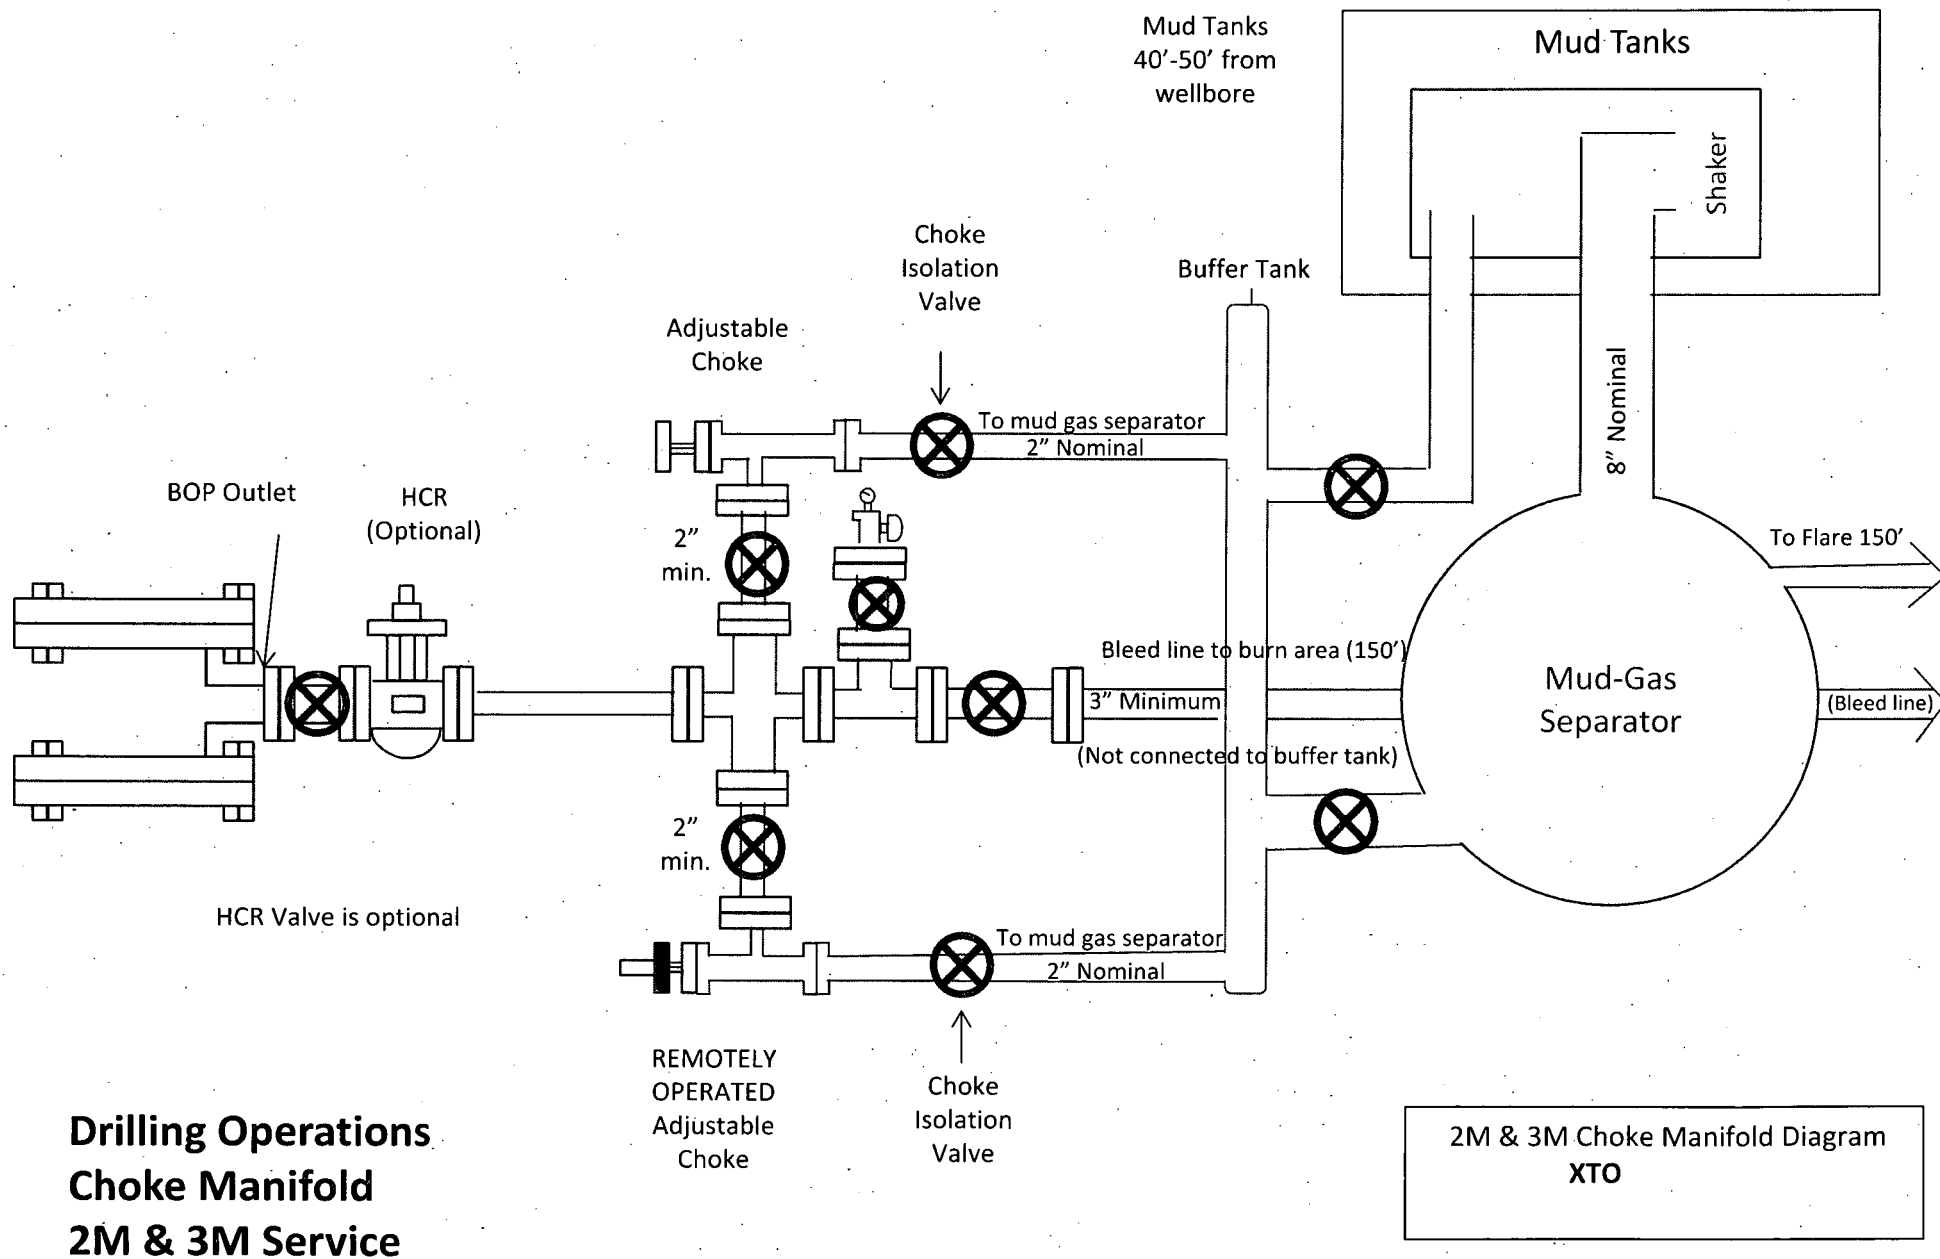 Mud Tanks
40’-50’ from
wellbore
Mud Tanks
Shaker
Choke
Isolation
Valve
Buffer Tank
Adjustable
Choke
8” Nominal
To mud gas separator
2” Nominal
BOP Outlet
HCR
(Optional)
2”
min.
To Flare 150’
Bleed line to burn area (150’)
3” Minimum
(Not connected to buffer tank)
Mud-Gas
Separator
(Bleed line)
2”
min.
HCR Valve is optional
To mud gas separator
2” Nominal
REMOTELY
OPERATED
Adjustable
Choke
Choke
Isolation
Valve
Drilling Operations
Choke Manifold
2M & 3M Service
2M & 3M Choke Manifold Diagram
XTO